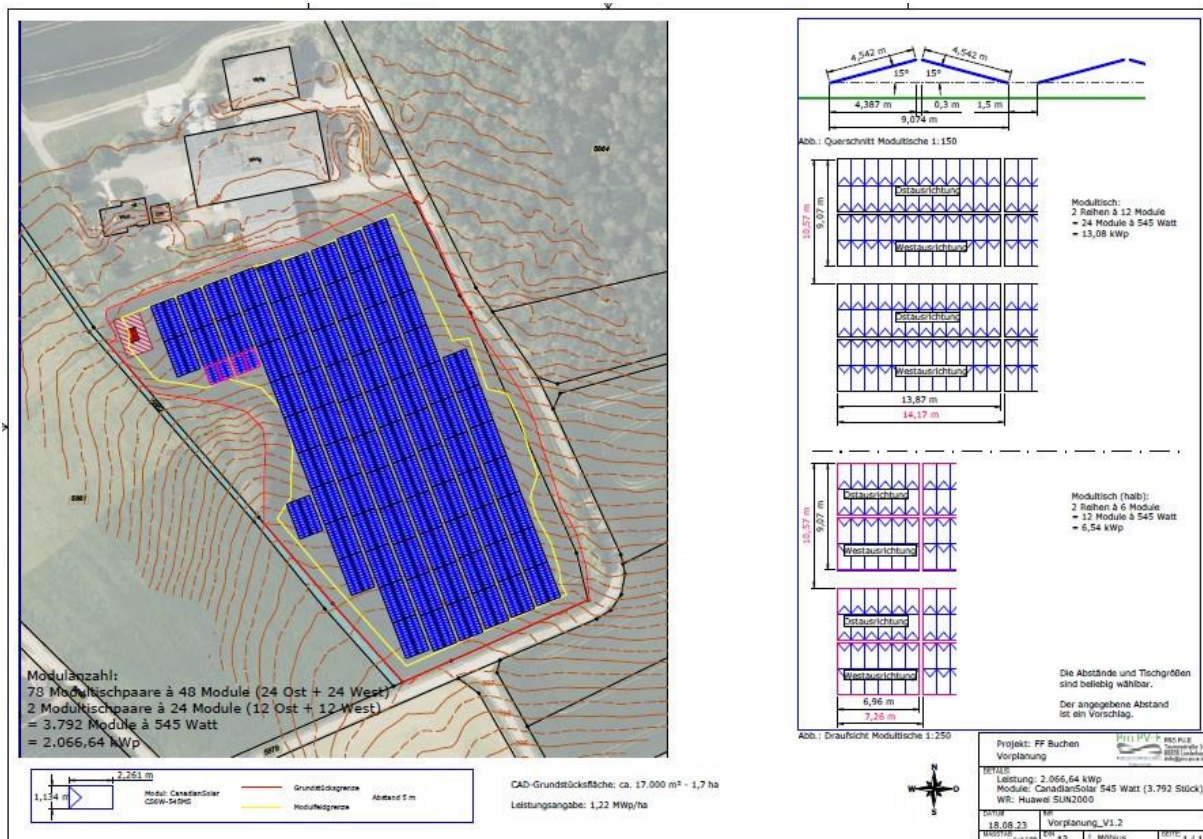 4,542 m
4,542 m
15°
15°
4,387 m
0,3 m
1,5 m
9,074 m
Abb.: Querschnitt Modultische 1:150
10,57 m
9,07 m
Ostausrichtung
Westausrichtung
Modultisch:
2 Reihen à 12 Module
= 24 Module à 545 Watt
= 13,08 kWp
Ostausrichtung
Westausrichtung
13,87 m
14,17 m
10,57 m
9,07 m
Ostausrichtung
Westausrichtung
Modultisch (halb):
2 Reihen à 6 Module
= 12 Module à 545 Watt
= 6,54 kWp
Ostausrichtung
Westausrichtung
6,96 m
7,26 m
Die Abstände und Tischgrößen
sind beliebig wählbar.
Der angegebene Abstand
ist ein Vorschlag.
Abb.: Draufsicht Modultische 1:250
Modulanzahl:
78 Modultischpaare à 48 Module (24 Ost + 24 West)
2 Modultischpaare à 24 Module (12 Ost + 12 West)
= 3.792 Module à 545 Watt
= 2.066,64 kWp
2,261 m
1,134 m
Modul: CanadianSolar
CS6W-545MS
Grundstücksgrenze
Modulfeldgrenze
Abstand 5 m
CAD-Grundstücksfläche: ca. 17.000 m² - 1,7 ha
Leistungsangabe: 1,22 MWp/ha
N
W
O
S
Projekt: FF Buchen
Vorplanung
DETAILS
Leistung: 2.066,64 kWp
Module: CanadianSolar 545 Watt (3.792 Stück)
WR: Huawei SUN2000
DATUM
18.08.23
Vorplanung_V1.2